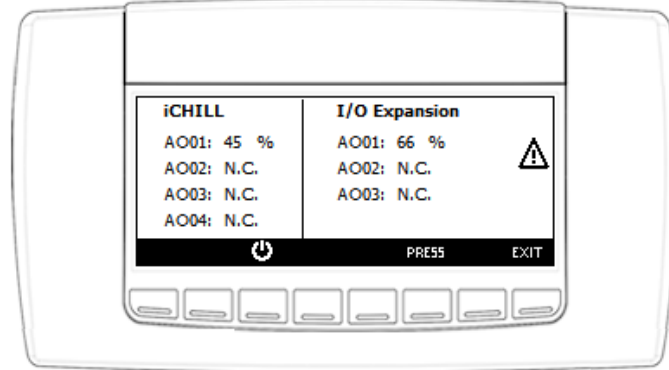 iCHILL
AO01: 45 %
AO02: N.C.
AO03: N.C.
AO04: N.C.
I/O Expansion
AO01: 66 %
AO02: N.C.
AO03: N.C.
PRESS EXIT